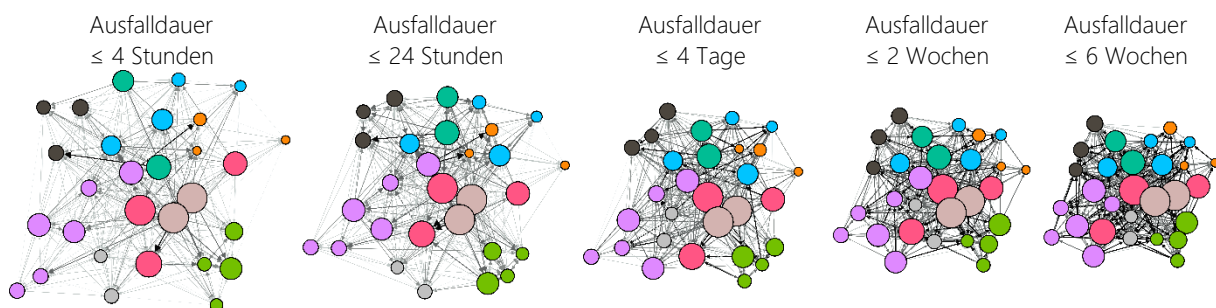 Ausfalldauer
≤ 4 Stunden
Ausfalldauer
≤ 24 Stunden
Ausfalldauer
≤ 4 Tage
Ausfalldauer
≤ 2 Wochen
Ausfalldauer
≤ 6 Wochen